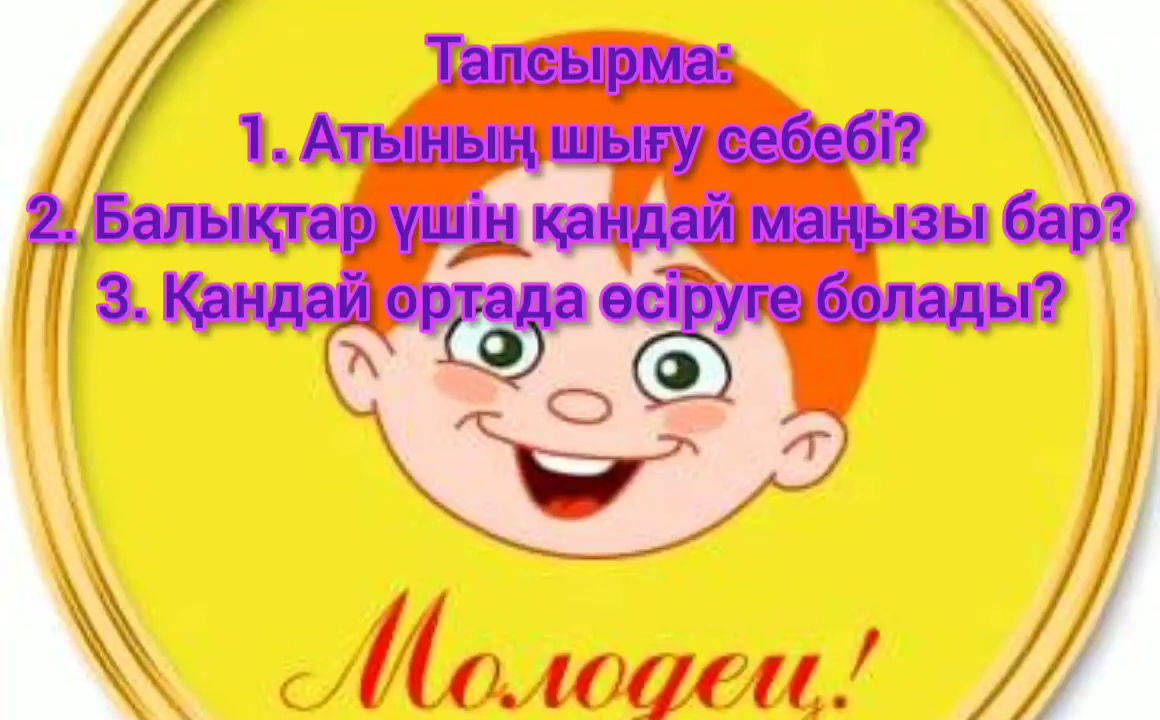 Тапсырма:
1. Атының шығу себебі?
2. Балықтар үшін қандай маңызы бар?
3. Қандай ортада өсіруге болады?
Молодец!